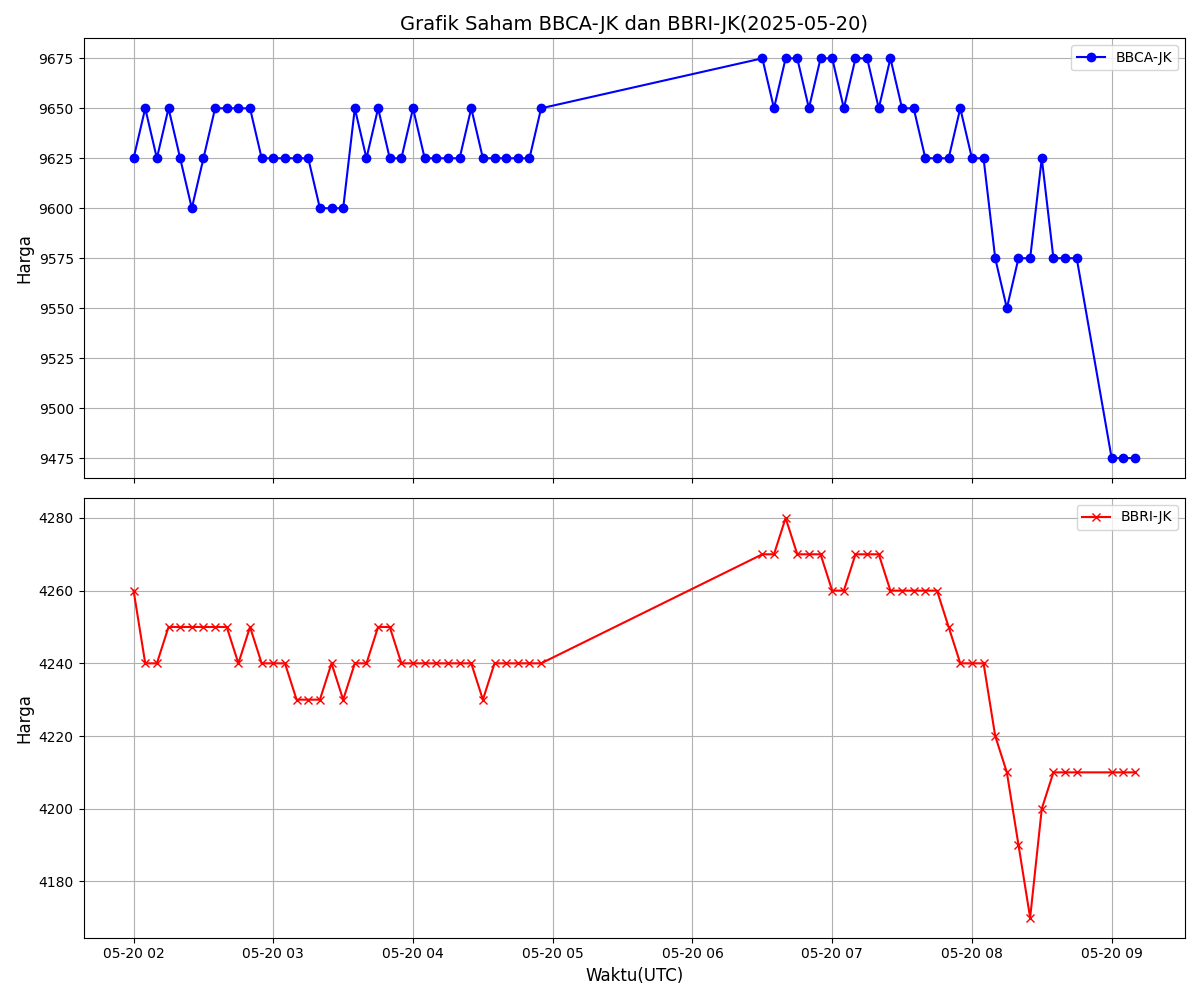 Grafik Saham BBCA-JK dan BBRI-JK(2025-05-20)
BBCA-JK
9675
9650
9625
9600
9575
9550
9525
9500
9475
Harga
BBRI-JK
4280
4260
4240
4220
4200
4180
Harga
05-20 02 05-20 03 05-20 04 05-20 05 05-20 06 05-20 07 05-20 08 05-20 09
Waktu(UTC)